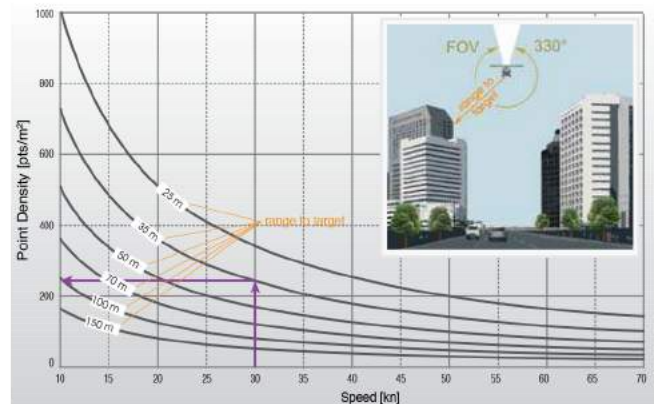 1000
800
600
400
200
0
Point Density [pts/m²]
10 15 20 25 30 35 40 45 50 55 60 65 70
Speed [kn]
25 m
35 m
50 m
70 m
100 m
150 m
range to target
FOV 330°
range to
target